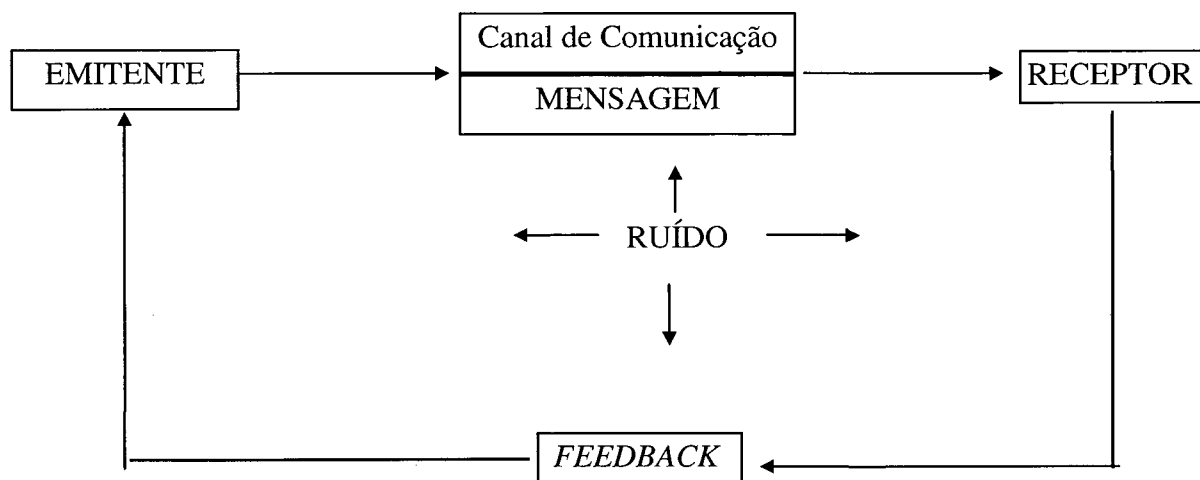 Canal de Comunicação
EMITENTE
MENSAGEM
RECEPTOR
RUÍDO
FEEDBACK